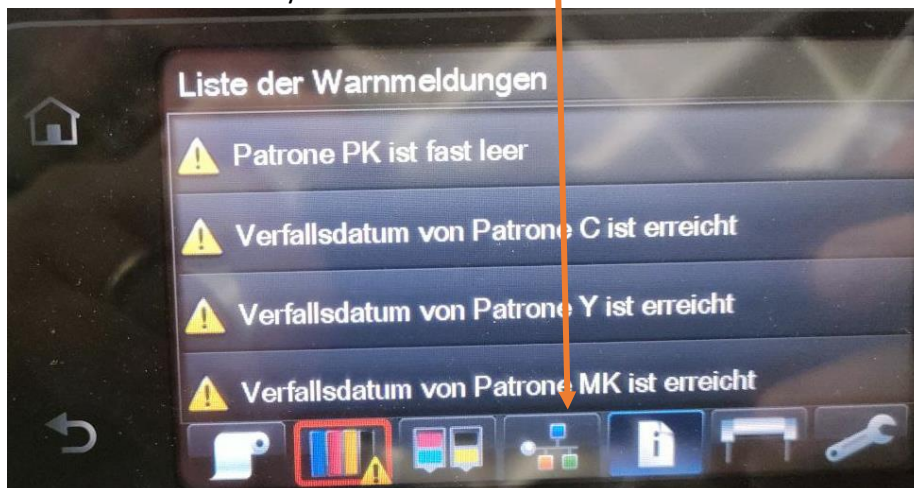 Liste der Warnmeldungen
Patrone PK ist fast leer
Verfallsdatum von Patrone C ist erreicht
Verfallsdatum von Patrone Y ist erreicht
Verfallsdatum von Patrone MK ist erreicht